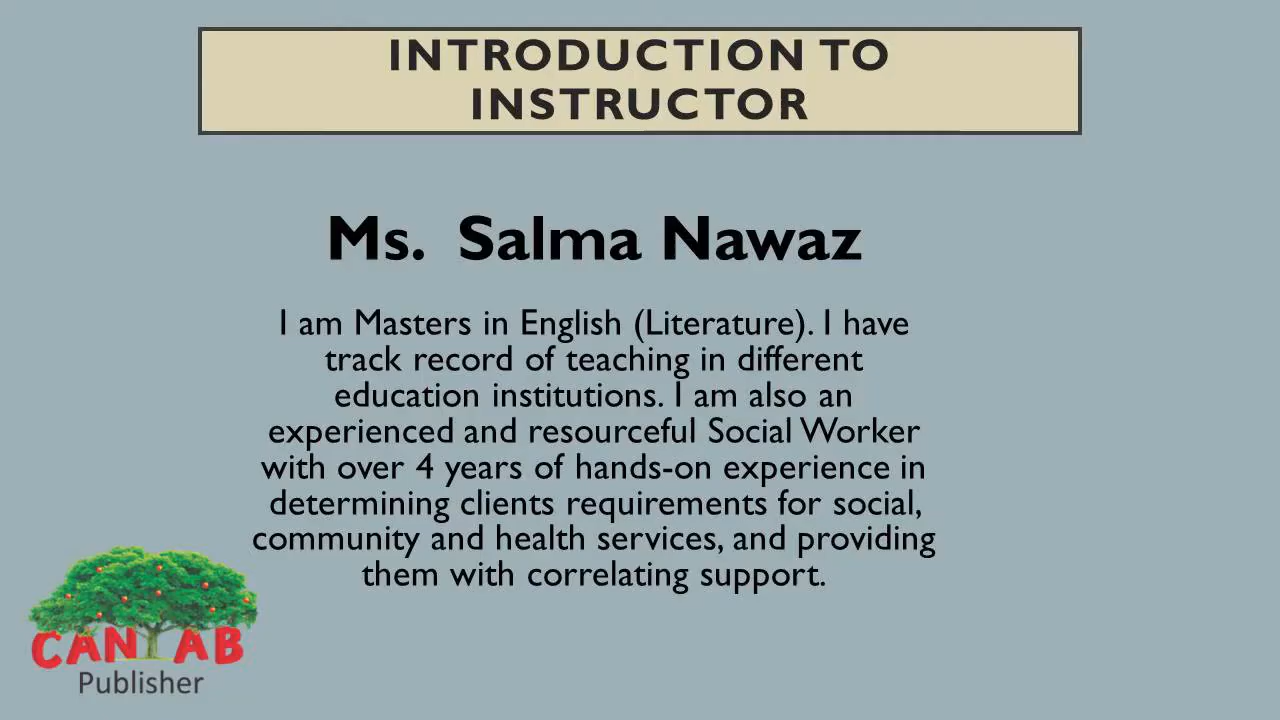 INTRODUCTION TO
INSTRUCTOR
Ms. Salma Nawaz
I am Masters in English (Literature). I have
track record of teaching in different
education institutions. I am also an
experienced and resourceful Social Worker
with over 4 years of hands-on experience in
determining clients requirements for social,
community and health services, and providing
them with correlating support.
CANTAB
Publisher